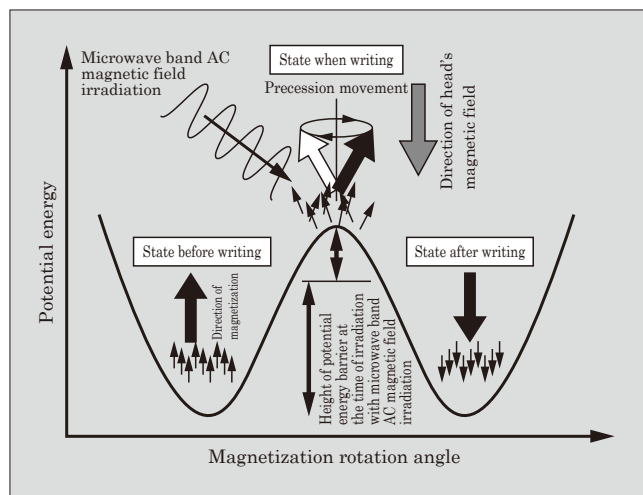 Microwave band AC
magnetic field
irradiation
State when writing
Precession movement
Direction of head's
magnetic field
Potential energy
State before writing
Direction of
magnetization
State after writing
Height of potential
energy barrier at
the time of irradiation
with microwave band
AC magnetic field
irradiation
Magnetization rotation angle